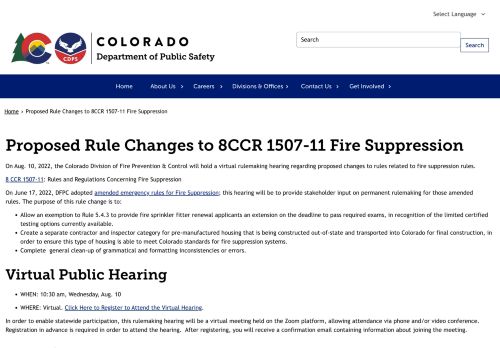 Select Language
COLORADO
Department of Public Safety
CDPS
Search
Search
Home About Us Careers Divisions & Offices Contact Us Get Involved
Home › Proposed Rule Changes to 8CCR 1507-11 Fire Suppression
Proposed Rule Changes to 8CCR 1507-11 Fire Suppression
On Aug. 10, 2022, the Colorado Division of Fire Prevention & Control will hold a virtual rulemaking hearing regarding proposed changes to rules related to fire suppression rules.
8 CCR 1507-11: Rules and Regulations Concerning Fire Suppression
On June 17, 2022, DFPC adopted amended emergency rules for Fire Suppression; this hearing will be to provide stakeholder input on permanent rulemaking for those amended
rules. The purpose of this rule change is to:
• Allow an exemption to Rule 5.4.3 to provide fire sprinkler fitter renewal applicants an extension on the deadline to pass required exams, in recognition of the limited certified
testing options currently available.
• Create a separate contractor and inspector category for pre-manufactured housing that is being constructed out-of-state and transported into Colorado for final construction, in
order to ensure this type of housing is able to meet Colorado standards for fire suppression systems.
• Complete general clean-up of grammatical and formatting inconsistencies or errors.
Virtual Public Hearing
• WHEN: 10:30 am, Wednesday, Aug. 10
• WHERE: Virtual. Click Here to Register to Attend the Virtual Hearing.
In order to enable statewide participation, this rulemaking hearing will be a virtual meeting held on the Zoom platform, allowing attendance via phone and/or video conference.
Registration in advance is required in order to attend the hearing. After registering, you will receive a confirmation email containing information about joining the meeting.